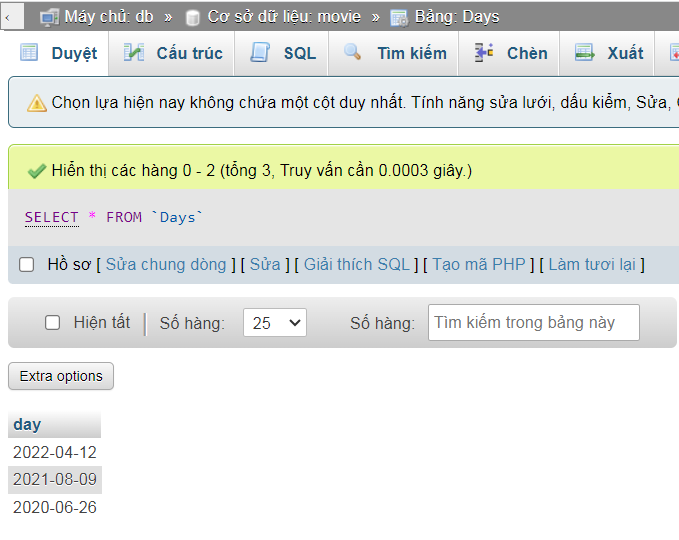 Máy chủ: db » Cơ sở dữ liệu: movie » Bảng: Days
Duyệt Cấu trúc SQL Tìm kiếm Chèn Xuất
Chọn lựa hiện nay không chứa một cột duy nhất. Tính năng sửa lưới, dấu kiểm, Sửa,
Hiển thị các hàng 0 - 2 (tổng 3, Truy vấn cần 0.0003 giây.)
SELECT * FROM `Days`
Hồ sơ [ Sửa chung dòng ] [ Sửa ] [ Giải thích SQL ] [ Tạo mã PHP ] [ Làm tươi lại ]
Hiện tất Số hàng: 25 Số hàng: Tìm kiếm trong bảng này
Extra options
day
2022-04-12
2021-08-09
2020-06-26